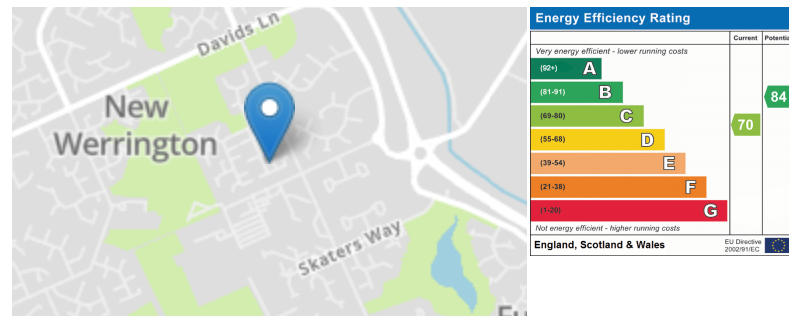 Davids Ln
New
Werrington
Skaters Way
Energy Efficiency Rating
Current Potentia
Very energy efficient - lower running costs
(92+) A
(81-91) B
84
(69-80) C
70
(55-68) D
(39-54) E
(21-38) F
(1-20) G
Not energy efficient - higher running costs
England, Scotland & Wales
EU Directive
2002/91/EC